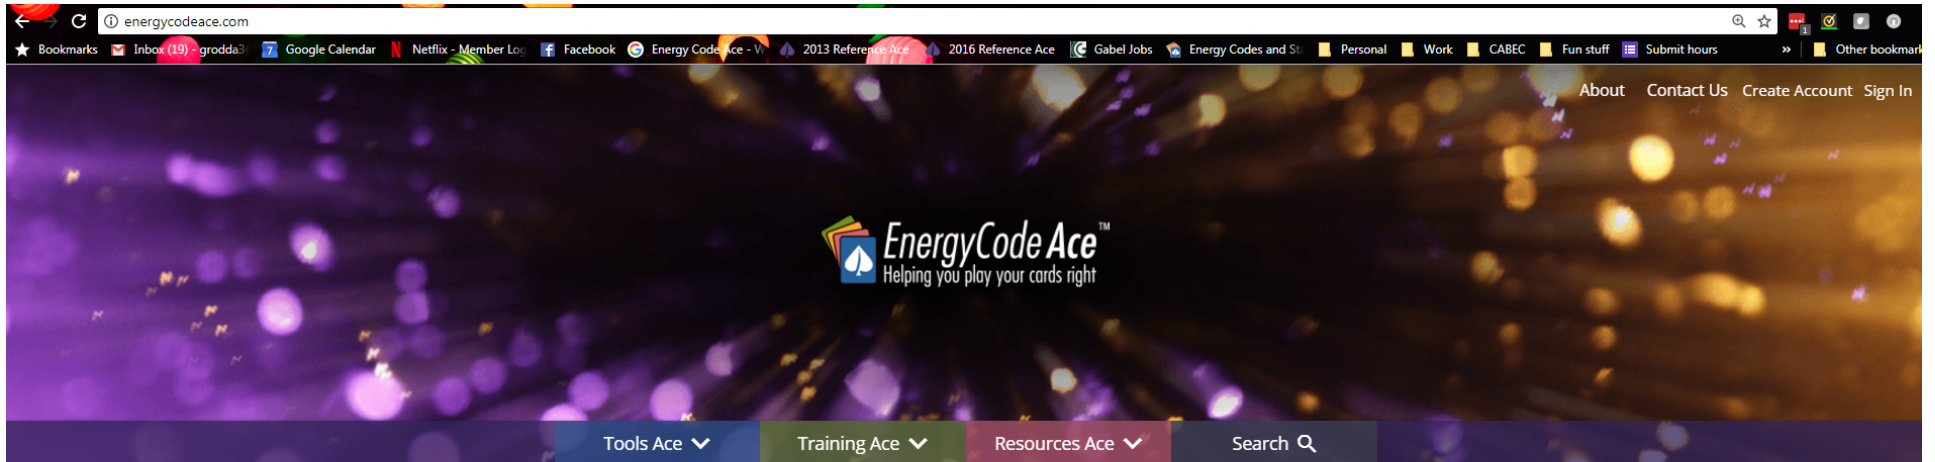 energycodeace.com
Bookmarks Inbox (19) - grodda3 7 Google Calendar Netflix - Member Log Facebook Energy Code Ace - W 2013 Reference Ace 2016 Reference Ace Gabel Jobs Energy Codes and Sta Personal Work CABEC Fun stuff Submit hours » Other bookmark
1
About Contact Us Create Account Sign In
EnergyCode Ace™
Helping you play your cards right
Tools Ace Training Ace Resources Ace Search